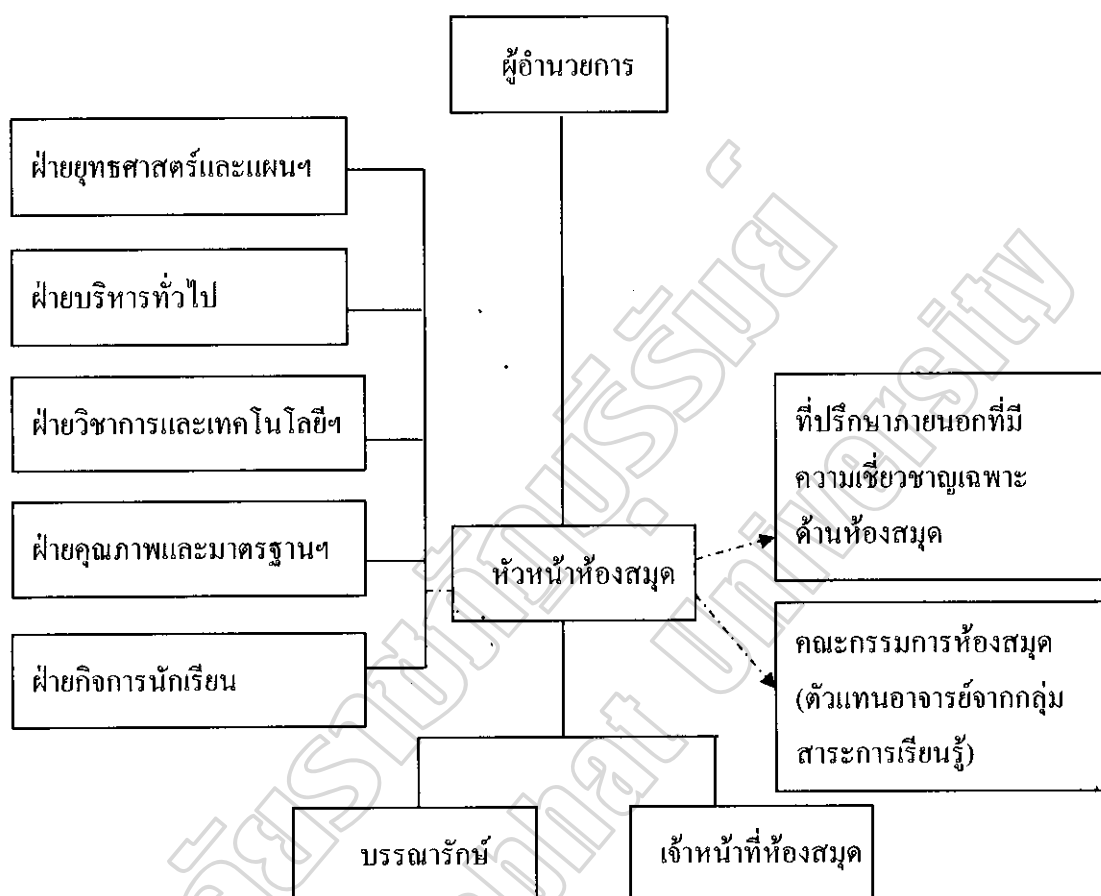 ผู้อำนวยการ
ฝ่ายยุทธศาสตร์และแผนฯ
ฝ่ายบริหารทั่วไป
ฝ่ายวิชาการและเทคโนโลยีฯ
ฝ่ายคุณภาพและมาตรฐานฯ
ฝ่ายกิจการนักเรียน
หัวหน้าห้องสมุด
ที่ปรึกษาภายนอกที่มี
ความเชี่ยวชาญเฉพาะ
ด้านห้องสมุด
คณะกรรมการห้องสมุด
(ตัวแทนอาจารย์จากกลุ่ม
สาระการเรียนรู้)
บรรณารักษ์
เจ้าหน้าที่ห้องสมุด
University